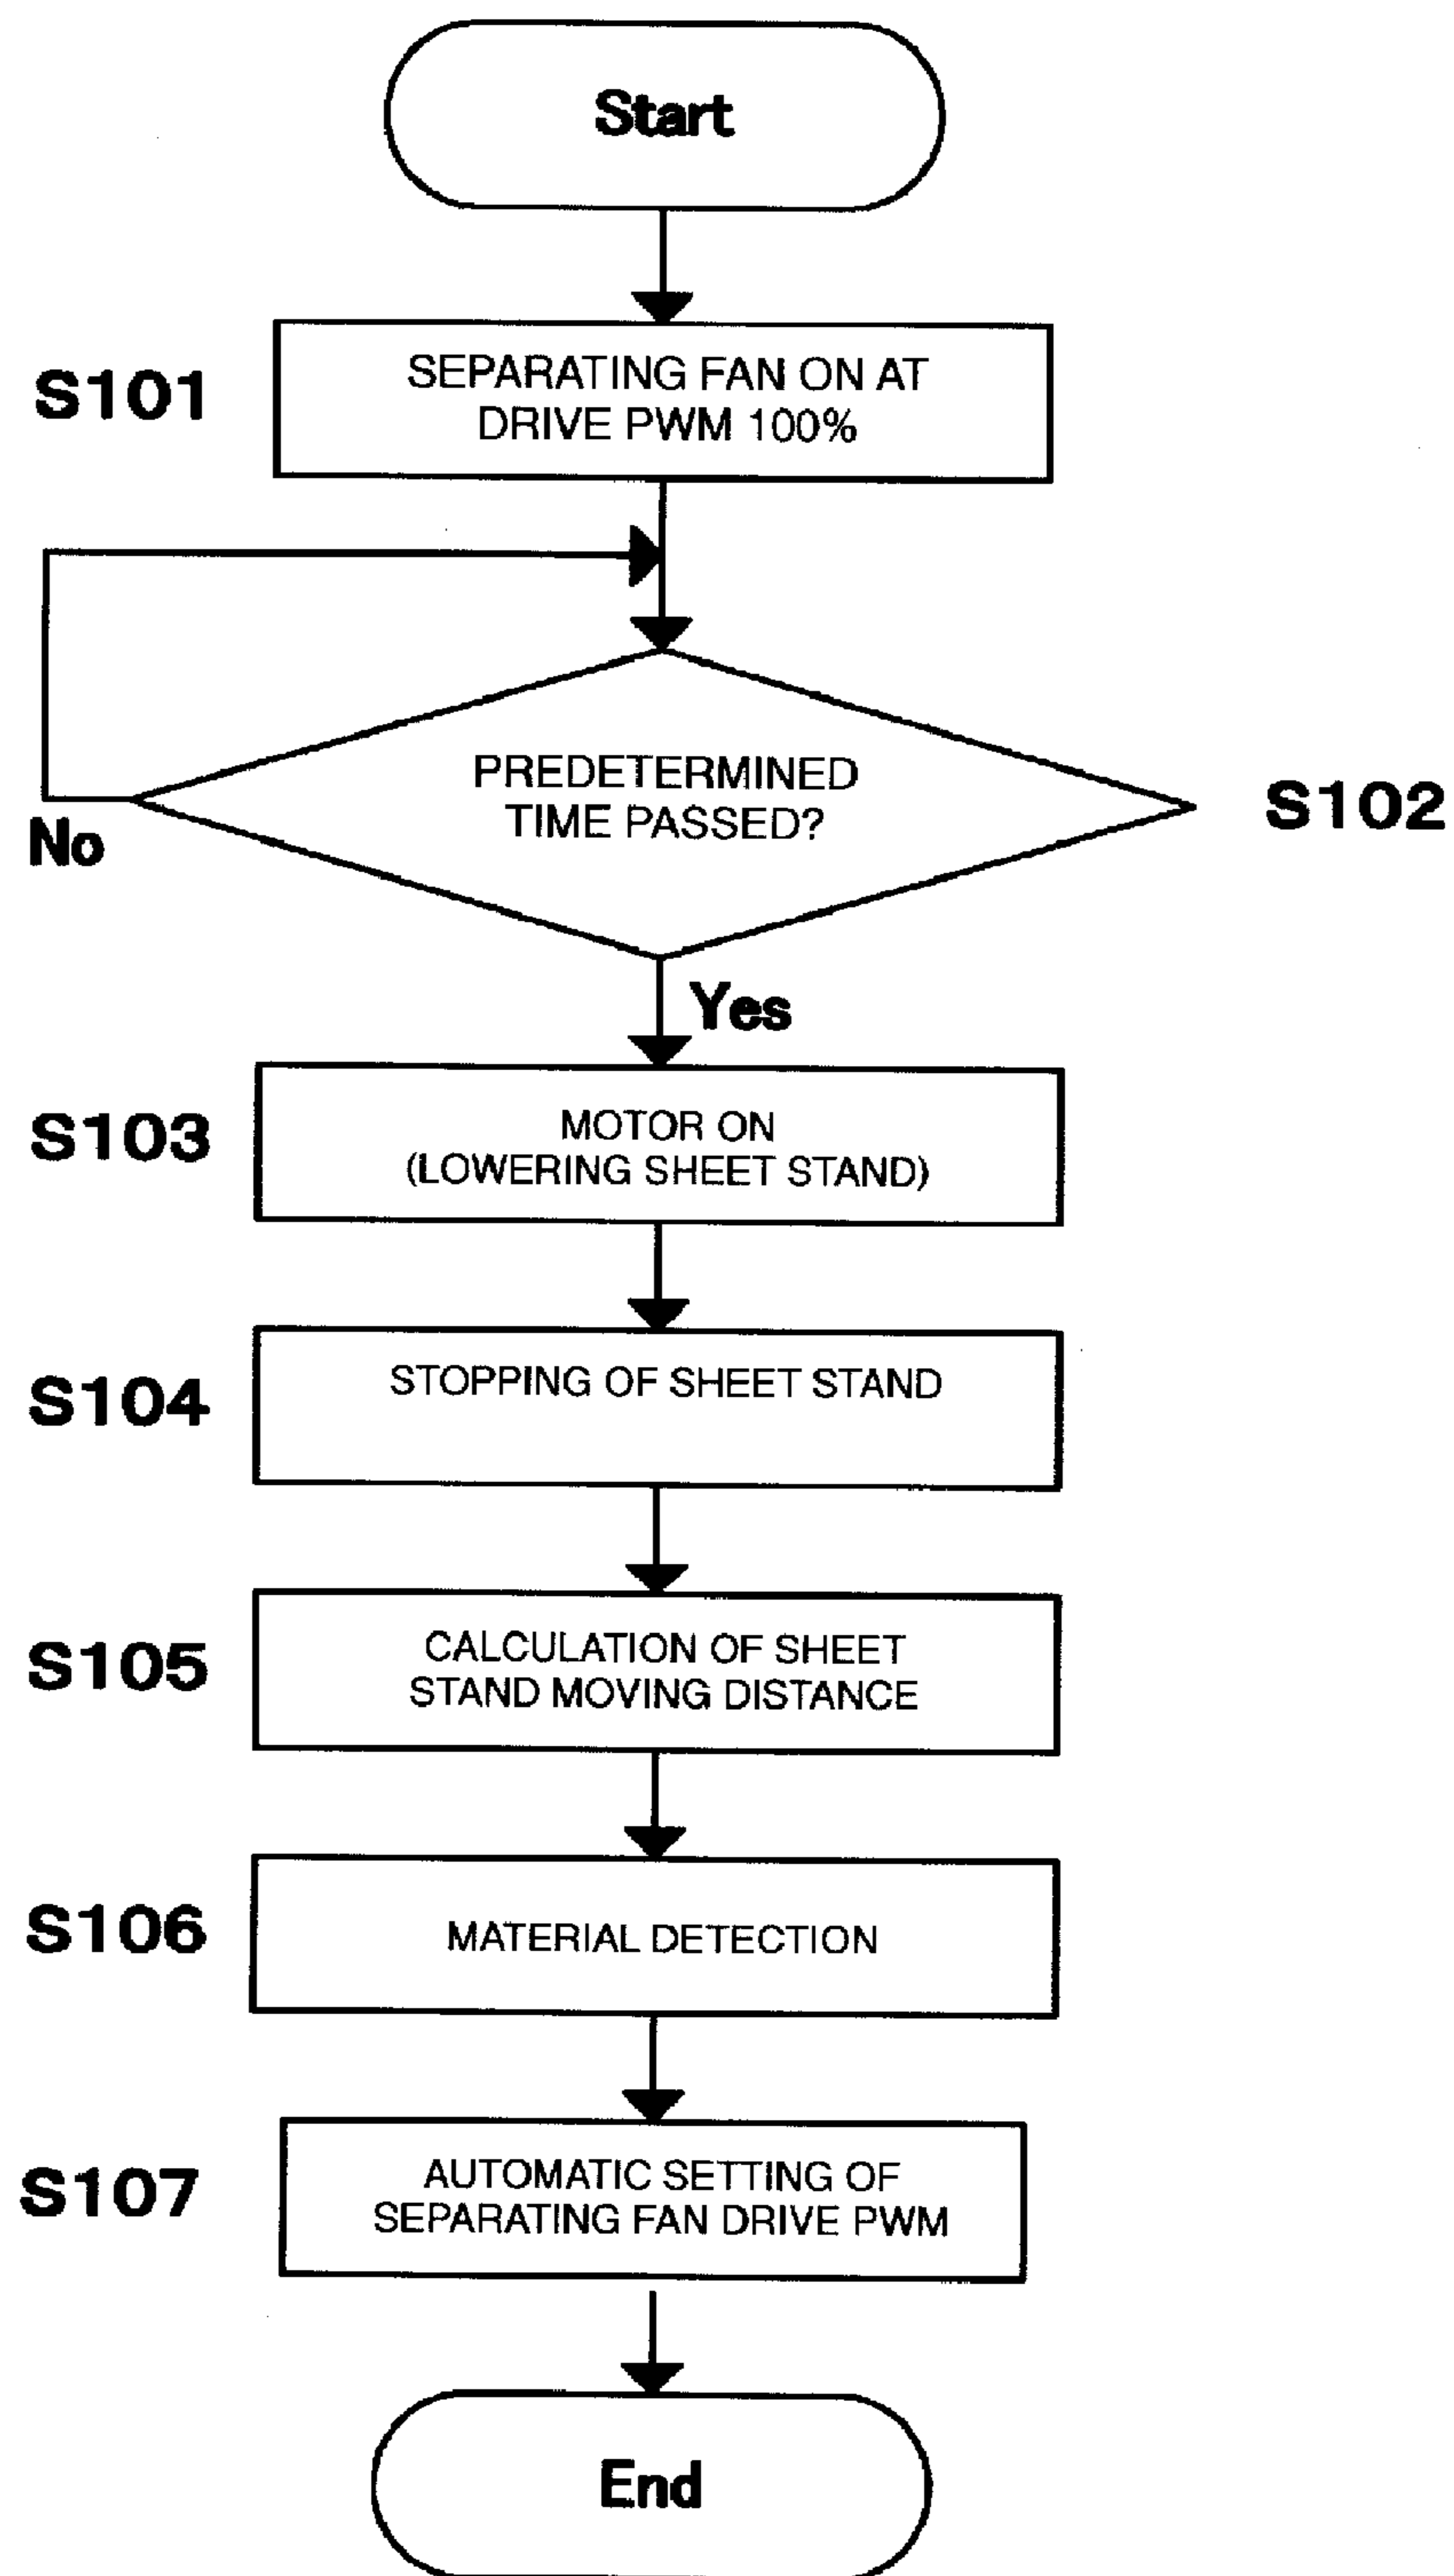 Start
S101
SEPARATING FAN ON AT
DRIVE PWM 100%
PREDETERMINED
TIME PASSED?
S102
No
Yes
S103
MOTOR ON
(LOWERING SHEET STAND)
S104
STOPPING OF SHEET STAND
S105
CALCULATION OF SHEET
STAND MOVING DISTANCE
S106
MATERIAL DETECTION
S107
AUTOMATIC SETTING OF
SEPARATING FAN DRIVE PWM
End